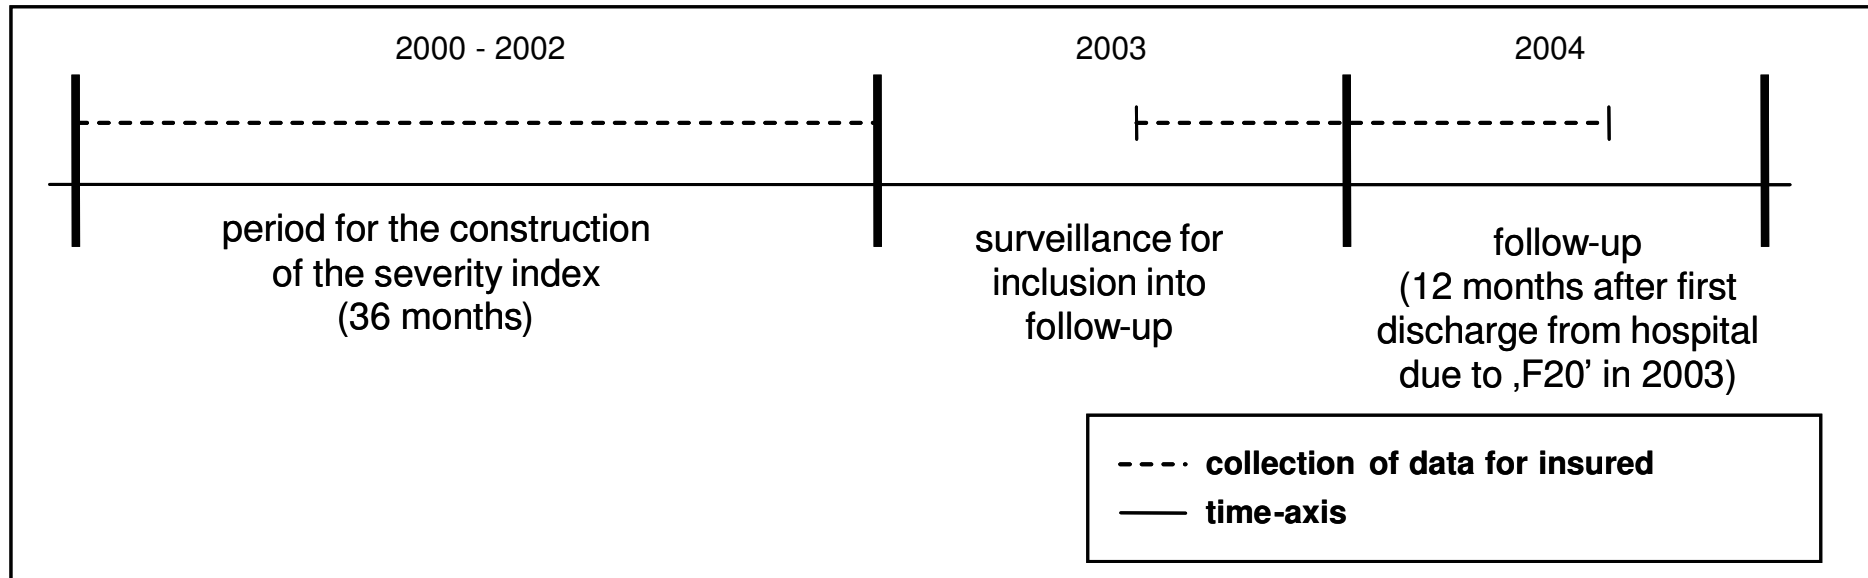 2000 - 2002
2003
2004
period for the construction
of the severity index
(36 months)
surveillance for
inclusion into
follow-up
follow-up
(12 months after first
discharge from hospital
due to ‚F20’ in 2003)
collection of data for insured
time-axis